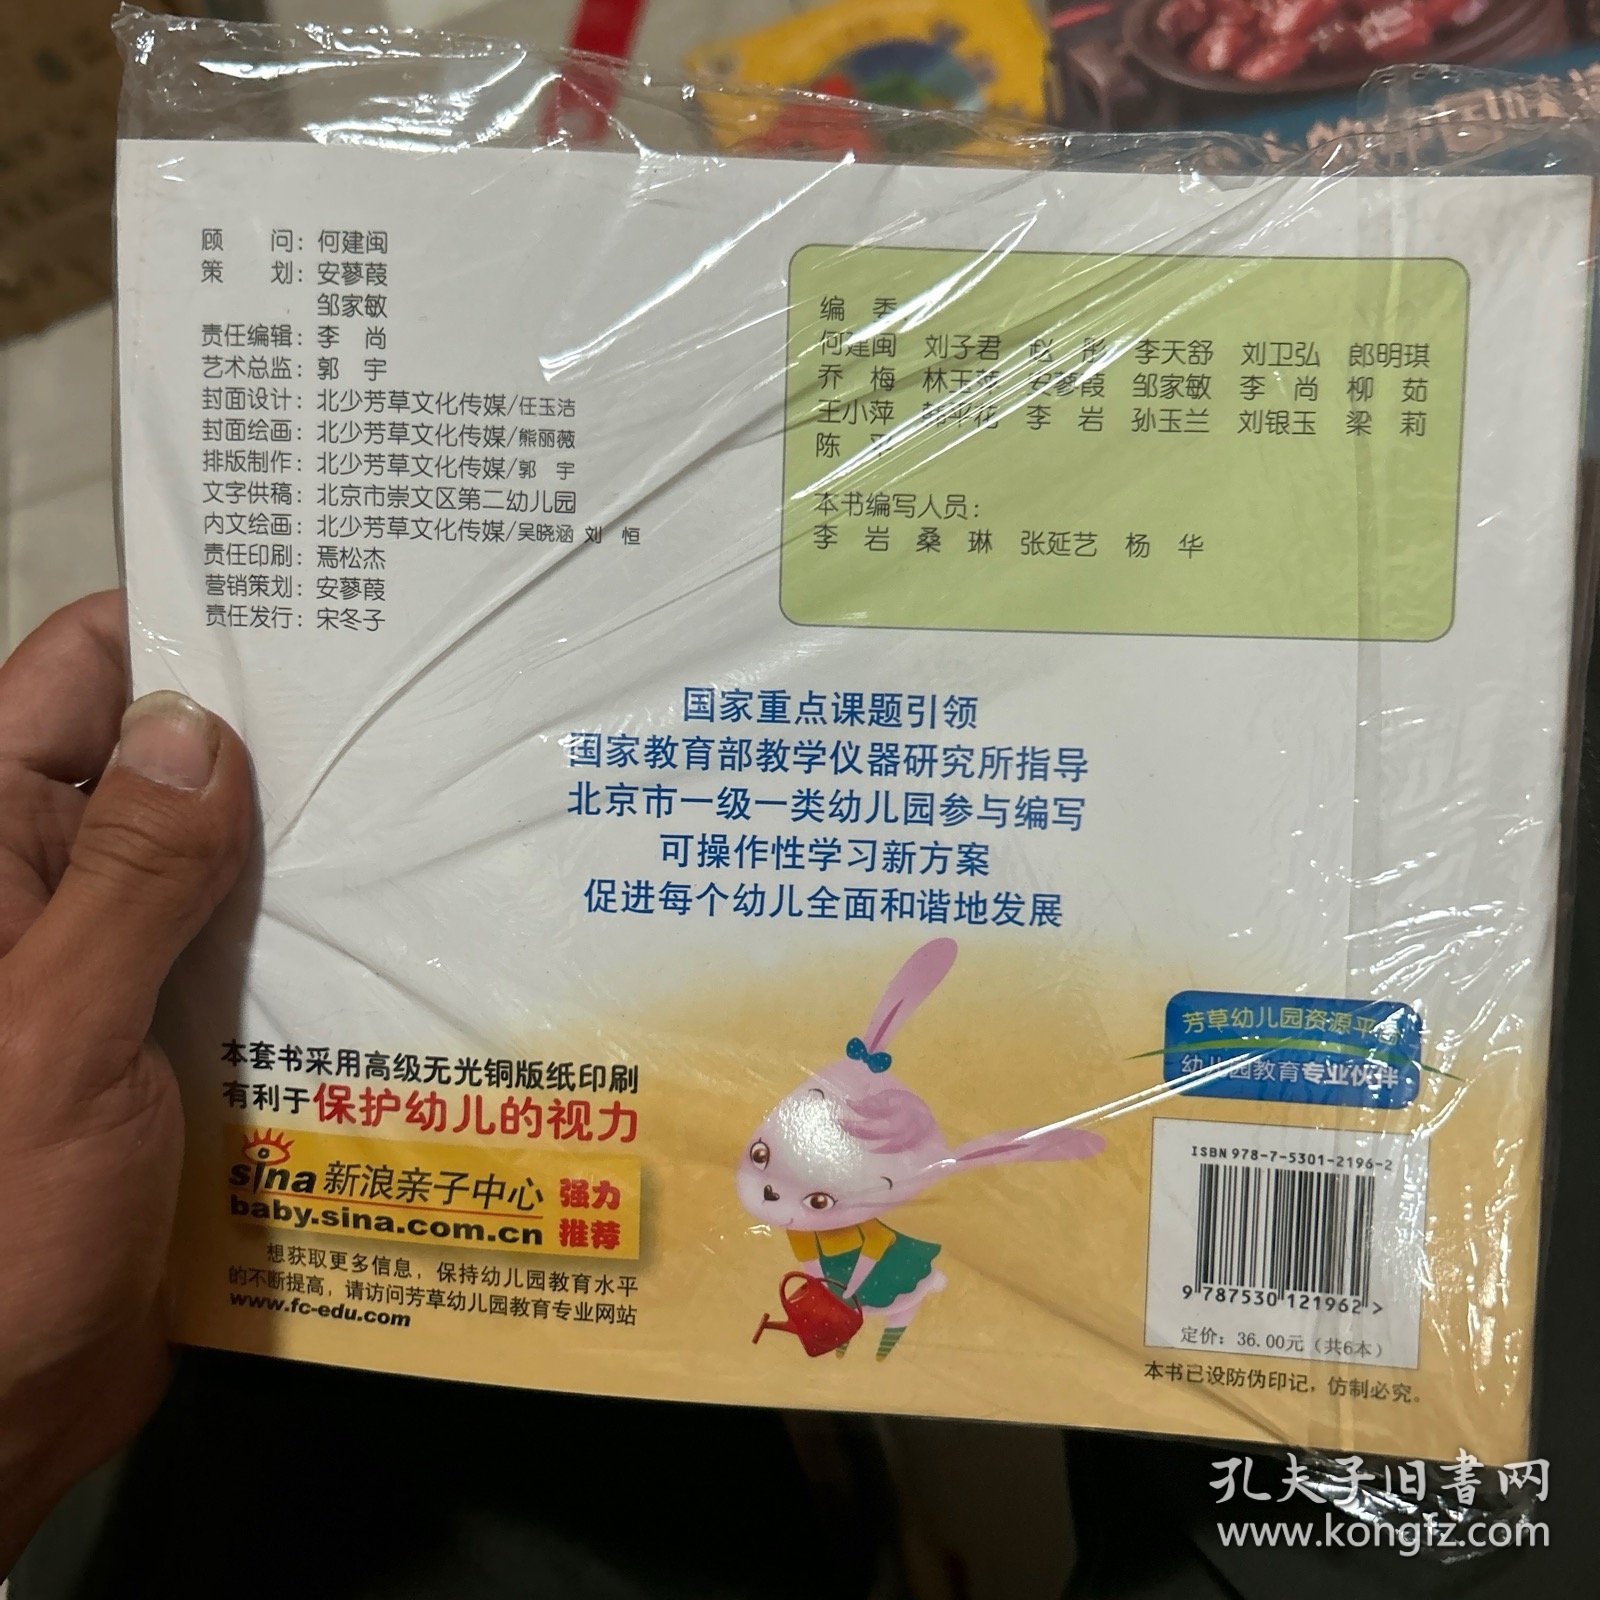 顾　　问：何建闽
策　　划：安蓼葭
邹家敏
责任编辑：李　尚
艺术总监：郭　宇
封面设计：北少芳草文化传媒/任玉洁
封面绘画：北少芳草文化传媒/熊丽薇
排版制作：北少芳草文化传媒/郭　宇
文字供稿：北京市崇文区第二幼儿园
内文绘画：北少芳草文化传媒/吴晓涵 刘　恒
责任印刷：焉松杰
营销策划：安蓼葭
责任发行：宋冬子
编　委：
何建闽　刘子君　赵　彤　李天舒　刘卫弘　郎明琪
乔　梅　林玉萍　安蓼葭　邹家敏　李　尚　柳　茹
王小萍　韩平花　李　岩　孙玉兰　刘银玉　梁　莉
陈　平
本书编写人员：
李　岩　桑　琳　张延艺　杨　华
国家重点课题引领
国家教育部教学仪器研究所指导
北京市一级一类幼儿园参与编写
可操作性学习新方案
促进每个幼儿全面和谐地发展
本套书采用高级无光铜版纸印刷
有利于保护幼儿的视力
sina新浪亲子中心 强力
baby.sina.com.cn 推荐
想获取更多信息，保持幼儿园教育水平
的不断提高，请访问芳草幼儿园教育专业网站
www.fc-edu.com
芳草幼儿园资源平台
幼儿园教育专业伙伴
ISBN 978-7-5301-2196-2
9 787530 121962 >
定价：36.00元（共6本）
本书已设防伪印记，仿制必究。
孔夫子旧书网
www.kongfz.com